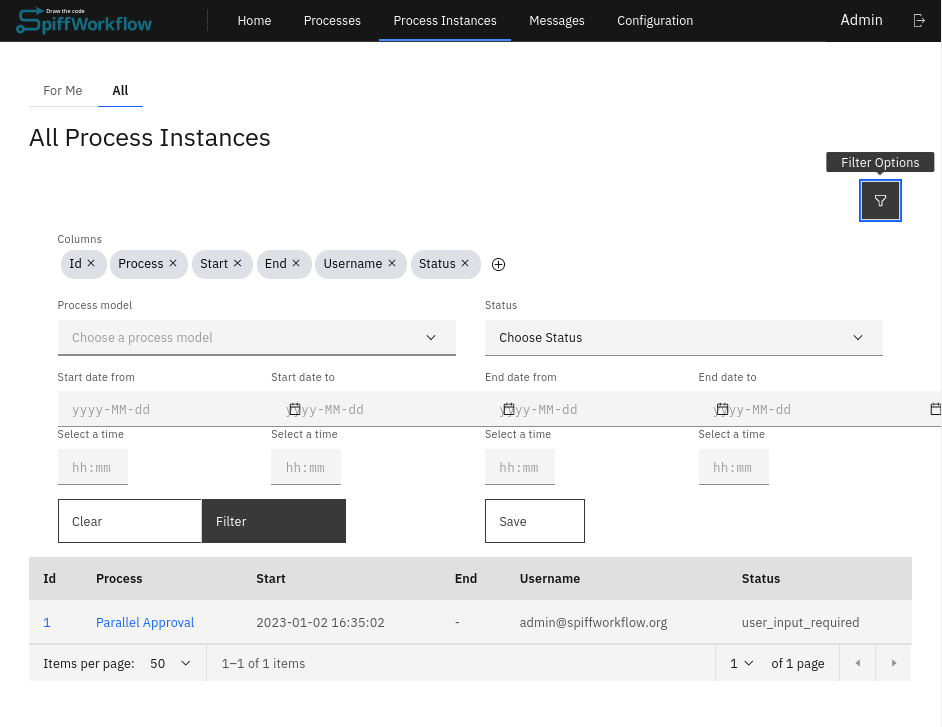 Draw the code
SpiffWorkflow
Home Processes Process Instances Messages Configuration Admin
For Me All
All Process Instances
Filter Options
Columns
Id Process Start End Username Status
Process model Status
Choose a process model Choose Status
Start date from Start date to End date from End date to
yyyy-MM-dd yyyy-MM-dd yyyy-MM-dd yyyy-MM-dd
Select a time Select a time Select a time Select a time
hh:mm hh:mm hh:mm hh:mm
Clear Filter Save
Id Process Start End Username Status
1 Parallel Approval 2023-01-02 16:35:02 - admin@spiffworkflow.org user_input_required
Items per page: 50 1–1 of 1 items 1 of 1 page